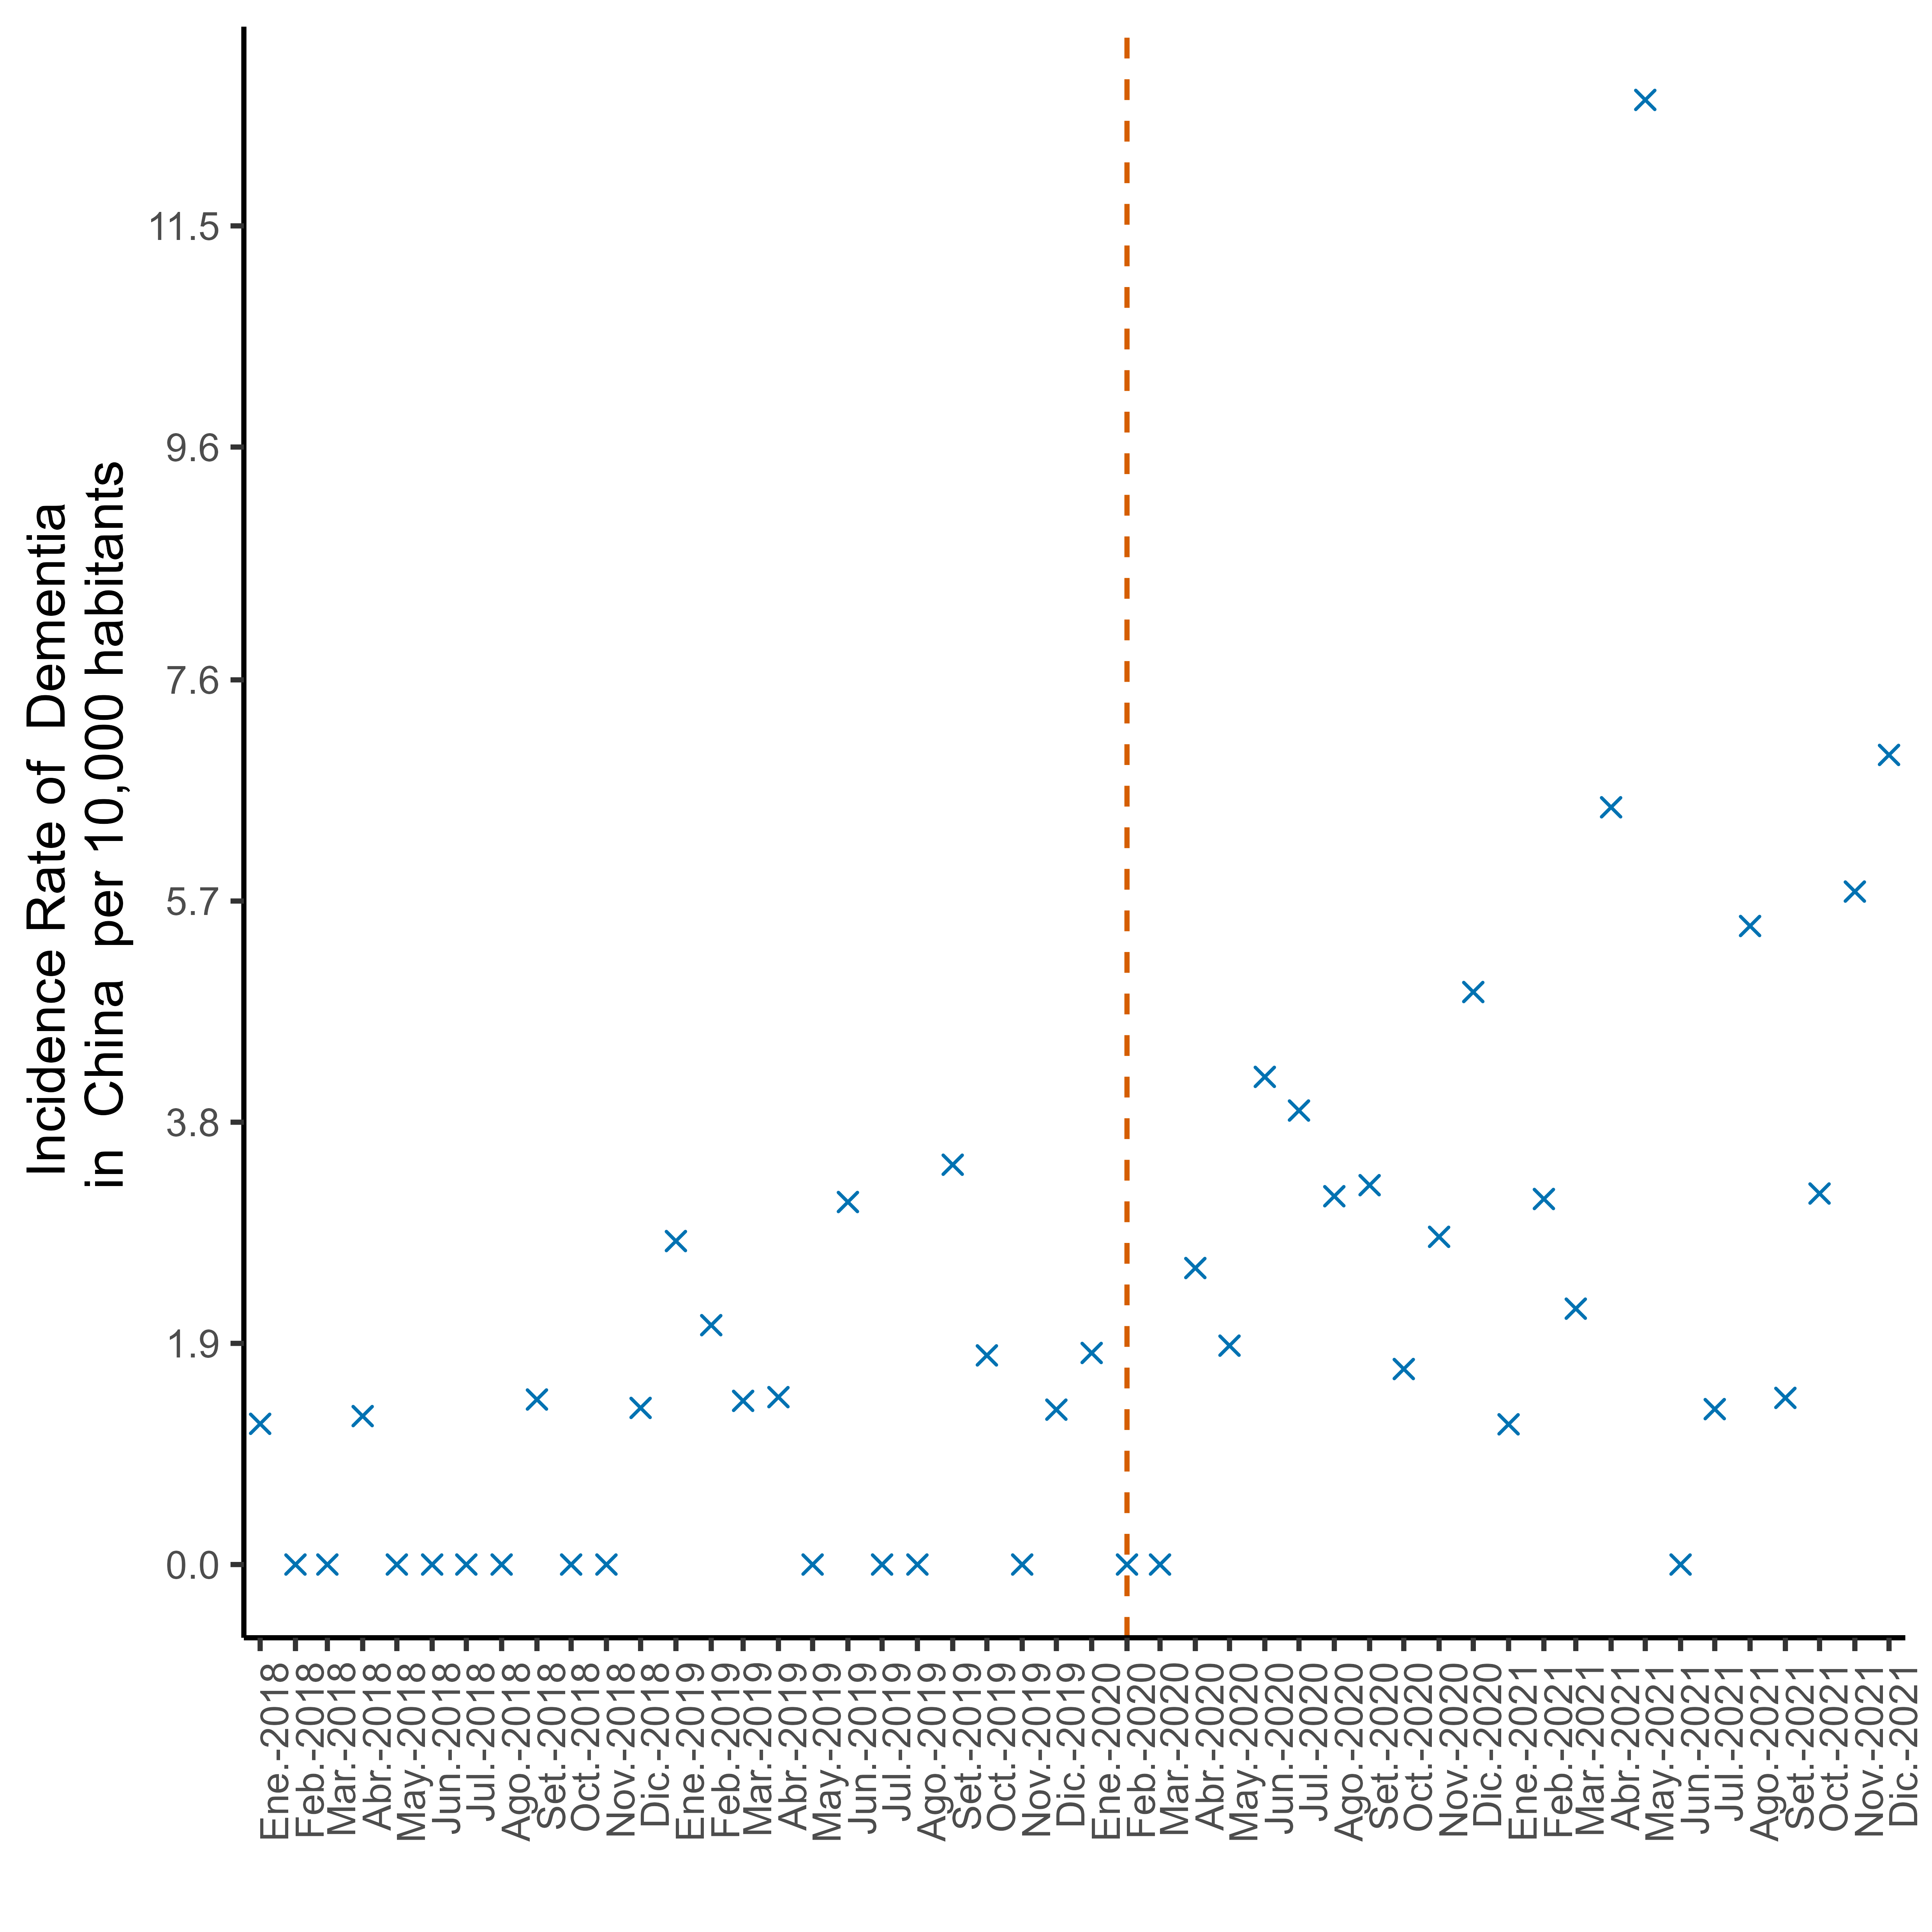 Incidence Rate of Dementia
in China per 10,000 habitants
11.5
9.6
7.6
5.7
3.8
1.9
0.0
Ene.-2018
Feb.-2018
Mar.-2018
Abr.-2018
May.-2018
Jun.-2018
Jul.-2018
Ago.-2018
Set.-2018
Oct.-2018
Nov.-2018
Dic.-2018
Ene.-2019
Feb.-2019
Mar.-2019
Abr.-2019
May.-2019
Jun.-2019
Jul.-2019
Ago.-2019
Set.-2019
Oct.-2019
Nov.-2019
Dic.-2019
Ene.-2020
Feb.-2020
Mar.-2020
Abr.-2020
May.-2020
Jun.-2020
Jul.-2020
Ago.-2020
Set.-2020
Oct.-2020
Nov.-2020
Dic.-2020
Ene.-2021
Feb.-2021
Mar.-2021
Abr.-2021
May.-2021
Jun.-2021
Jul.-2021
Ago.-2021
Set.-2021
Oct.-2021
Nov.-2021
Dic.-2021